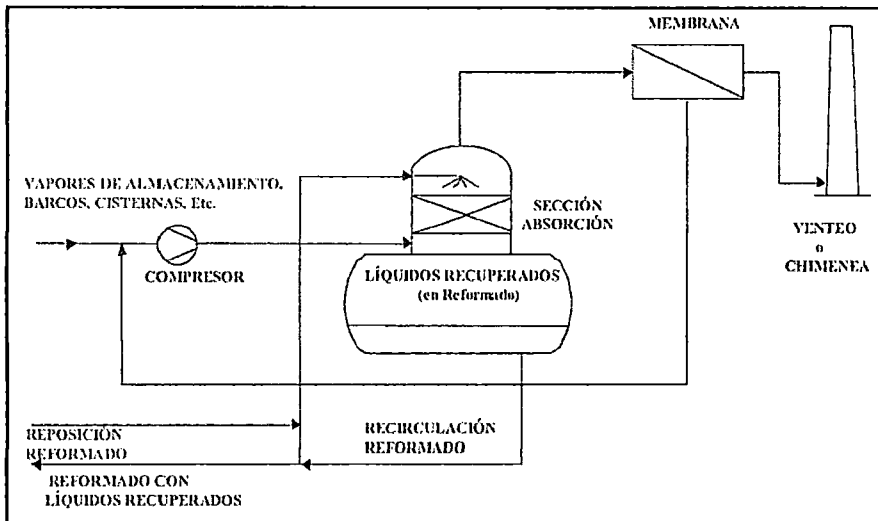 MEMBRANA
VAPORES DE ALMACENAMIENTO,
BARCOS, CISTERNAS, Etc.
SECCIÓN
ABSORCIÓN
VENTEO
o
CHIMENEA
COMPRESOR
LÍQUIDOS RECUPERADOS
(en Reformado)
REPOSICIÓN
REFORMADO
RECIRCULACIÓN
REFORMADO
REFORMADO CON
LÍQUIDOS RECUPERADOS